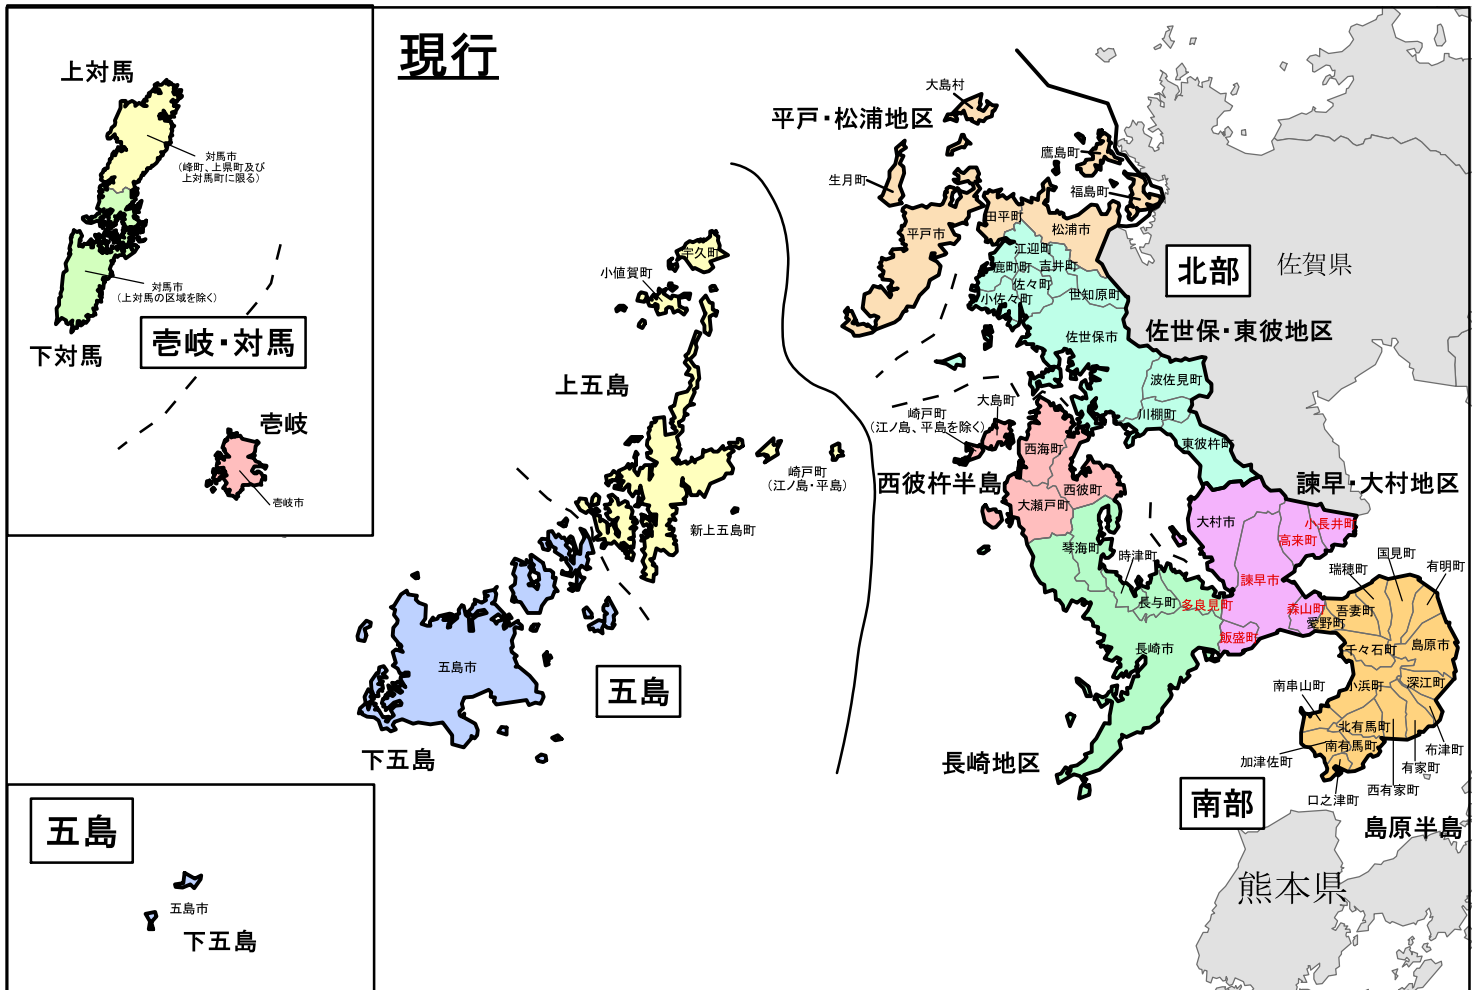 現行
上対馬
対馬市
(峰町、上県町及び
上対馬町に限る)
対馬市
(上対馬の区域を除く)
下対馬
壱岐・対馬
壱岐
壱岐市
五島
五島市
下五島
宇久町
小値賀町
上五島
崎戸町
(江ノ島・平島)
新上五島町
五島市
五島
下五島
平戸・松浦地区
大島村
生月町
平戸市
鷹島町
福島町
田平町
松浦市
北部
佐賀県
江迎町
鹿町町
吉井町
佐々町
小佐々町
世知原町
佐世保市
佐世保・東彼地区
波佐見町
川棚町
東彼杵町
大島町
崎戸町
(江ノ島、平島を除く)
西海町
西彼杵半島
西彼町
大瀬戸町
諫早・大村地区
大村市
小長井町
高来町
諫早市
森山町
多良見町
飯盛町
琴海町
時津町
長与町
長崎市
長崎地区
南部
国見町
瑞穂町
有明町
吾妻町
愛野町
千々石町
島原市
小浜町
深江町
南串山町
北有馬町
南有馬町
加津佐町
布津町
有家町
西有家町
口之津町
島原半島
熊本県